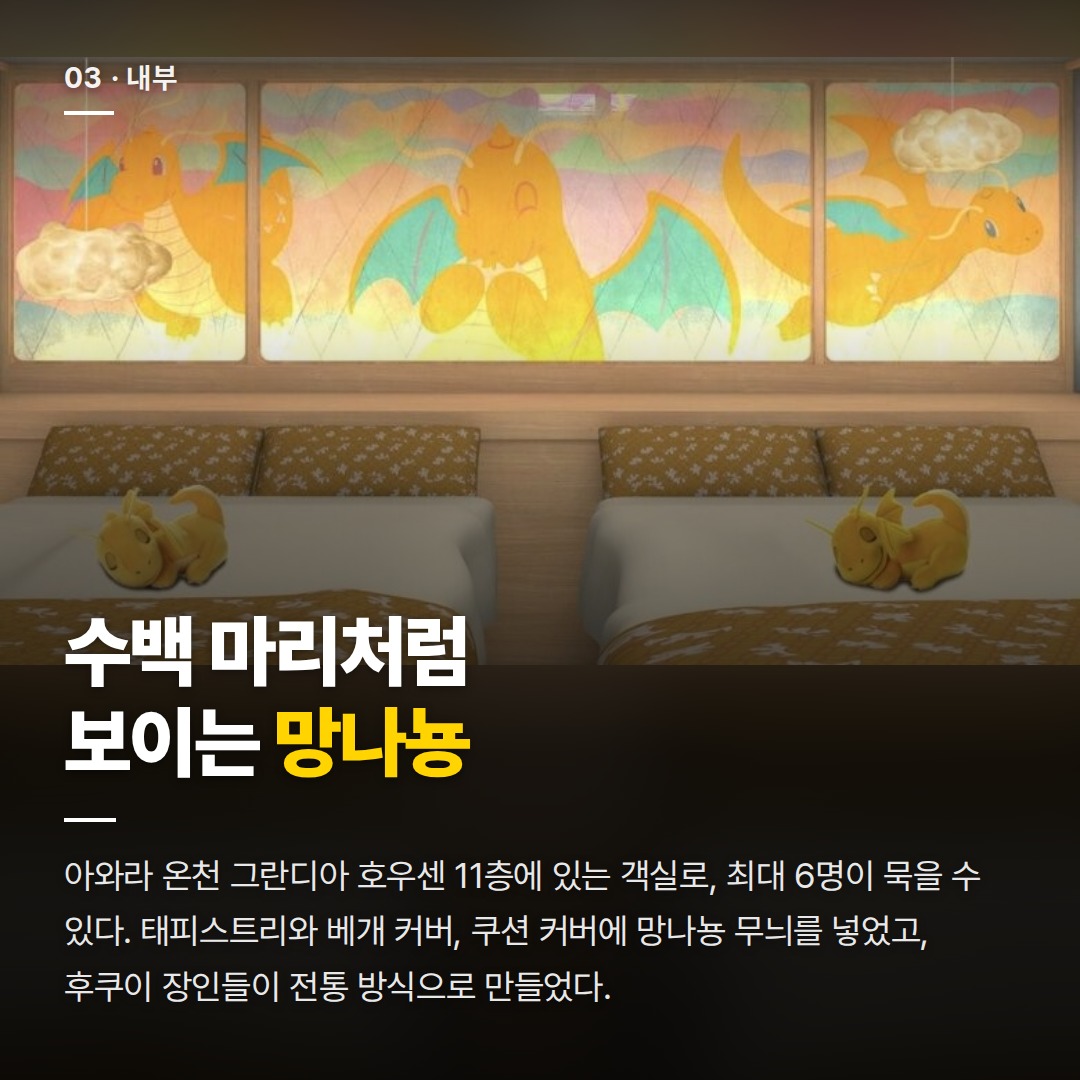 03 · 내부
수백 마리처럼
보이는 망나뇽
아와라 온천 그란디아 호우센 11층에 있는 객실로, 최대 6명이 묵을 수
있다. 태피스트리와 베개 커버, 쿠션 커버에 망나뇽 무늬를 넣었고,
후쿠이 장인들이 전통 방식으로 만들었다.